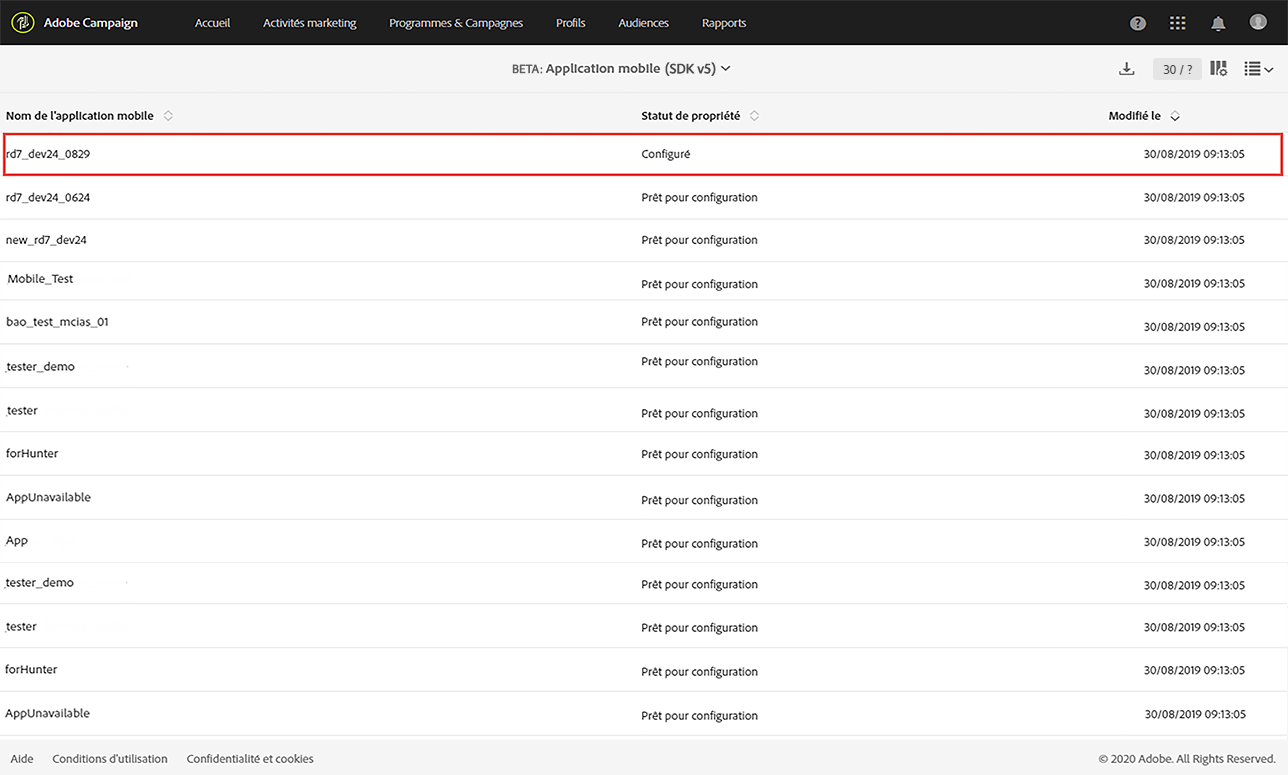 Adobe Campaign Accueil Activités marketing Programmes & Campagnes Profils Audiences Rapports
BETA: Application mobile (SDK v5) 30 / ?
Nom de l'application mobile Statut de propriété Modifié le
rd7_dev24_0829 Configuré 30/08/2019 09:13:05
rd7_dev24_0624 Prêt pour configuration 30/08/2019 09:13:05
new_rd7_dev24 Prêt pour configuration 30/08/2019 09:13:05
Mobile_Test Prêt pour configuration 30/08/2019 09:13:05
bao_test_mcias_01 Prêt pour configuration 30/08/2019 09:13:05
tester_demo Prêt pour configuration 30/08/2019 09:13:05
tester Prêt pour configuration 30/08/2019 09:13:05
forHunter Prêt pour configuration 30/08/2019 09:13:05
AppUnavailable Prêt pour configuration 30/08/2019 09:13:05
App Prêt pour configuration 30/08/2019 09:13:05
tester_demo Prêt pour configuration 30/08/2019 09:13:05
tester Prêt pour configuration 30/08/2019 09:13:05
forHunter Prêt pour configuration 30/08/2019 09:13:05
AppUnavailable Prêt pour configuration 30/08/2019 09:13:05
Aide Conditions d'utilisation Confidentialité et cookies © 2020 Adobe. All Rights Reserved.